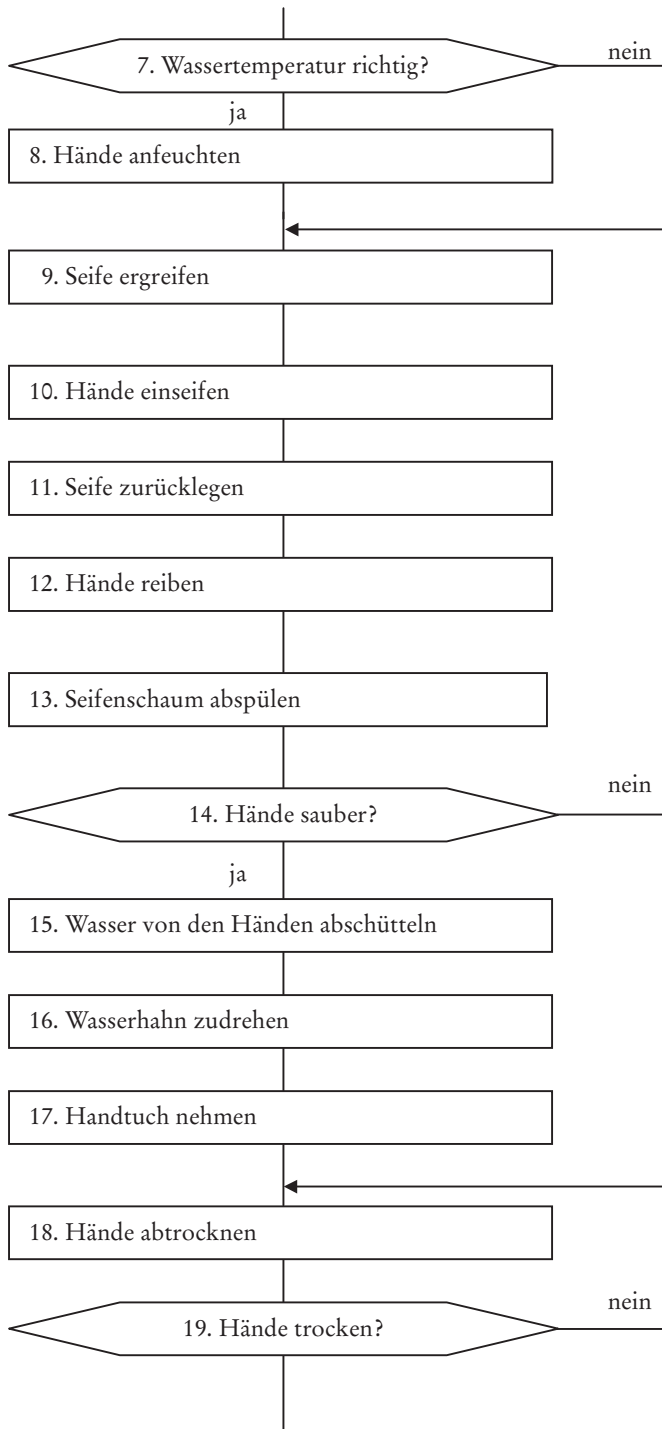 7. Wassertemperatur richtig?
nein
ja
8. Hände anfeuchten
9. Seife ergreifen
10. Hände einseifen
11. Seife zurücklegen
12. Hände reiben
13. Seifenschaum abspülen
nein
14. Hände sauber?
ja
15. Wasser von den Händen abschütteln
16. Wasserhahn zudrehen
17. Handtuch nehmen
18. Hände abtrocknen
nein
19. Hände trocken?